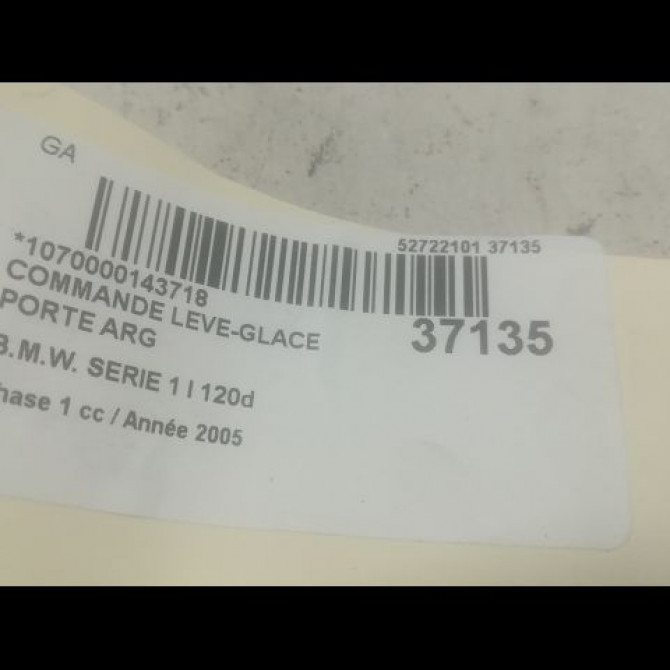 GA
52722101 37135
*1070000143718
COMMANDE LEVE-GLACE
37135
PORTE ARG
B.M.W. SERIE 1 I 120d
hase 1 cc / Année 2005